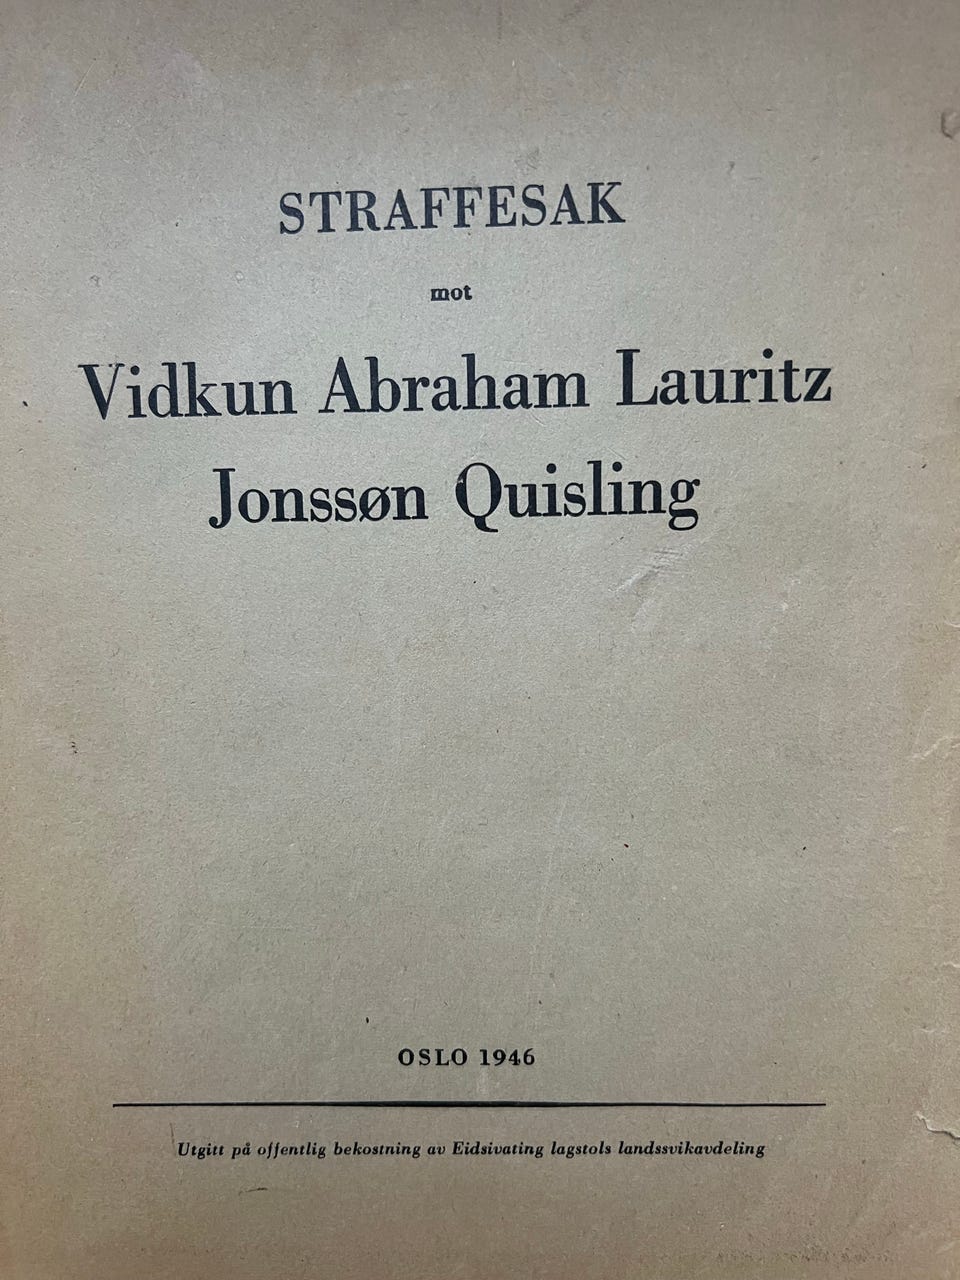 STRAFFESAK
mot
Vidkun Abraham Lauritz
Jonssøn Quisling
OSLO 1946
Utgitt på offentlig bekostning av Eidsivating lagstols landssvikavdeling